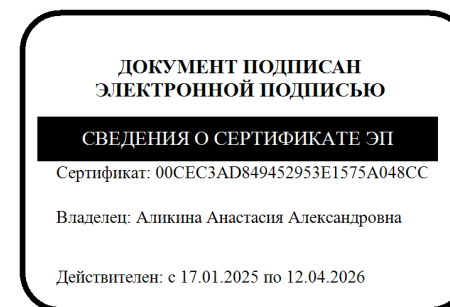 ДОКУМЕНТ ПОДПИСАН
ЭЛЕКТРОННОЙ ПОДПИСЬЮ
СВЕДЕНИЯ О СЕРТИФИКАТЕ ЭП
Сертификат: 00CEC3AD849452953E1575A048CC
Владелец: Аликина Анастасия Александровна
Действителен: с 17.01.2025 по 12.04.2026